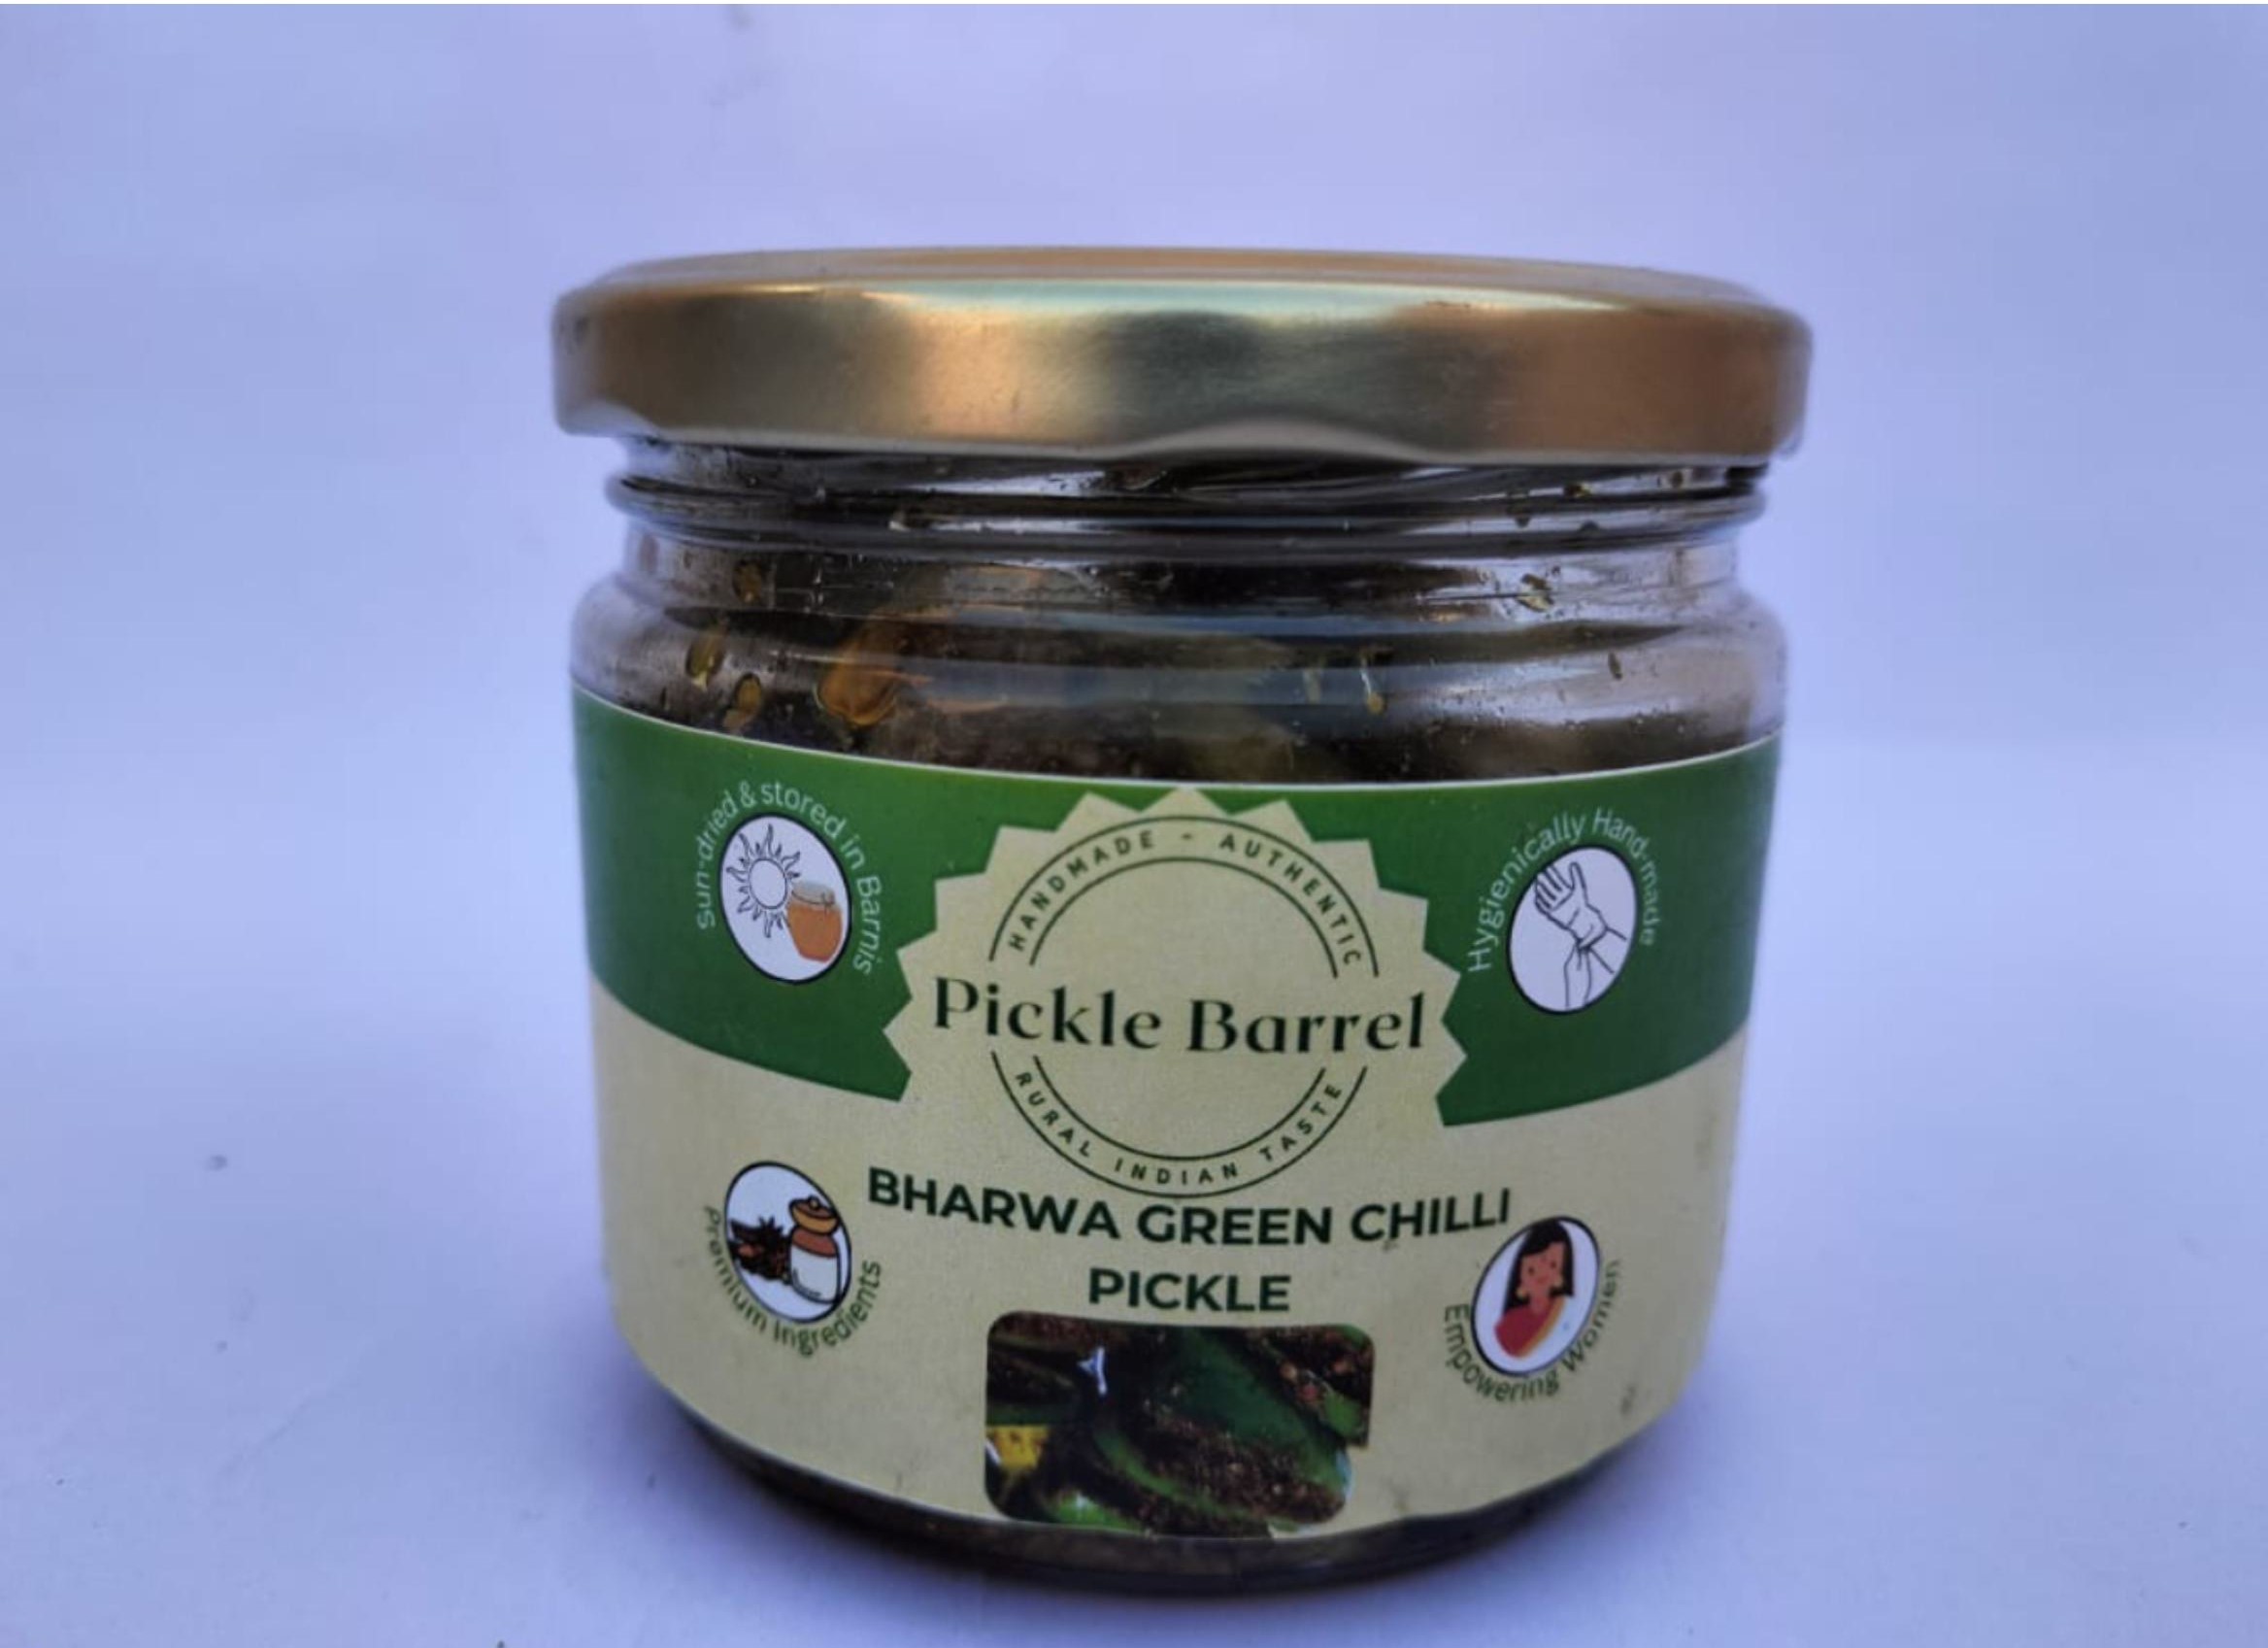 Sun-dried & stored in Barnis
HANDMADE - AUTHENTIC
Hygienically Hand-made
Pickle Barrel
RURAL INDIAN TASTE
BHARWA GREEN CHILLI
PICKLE
Premium Ingredients
Empowering Women